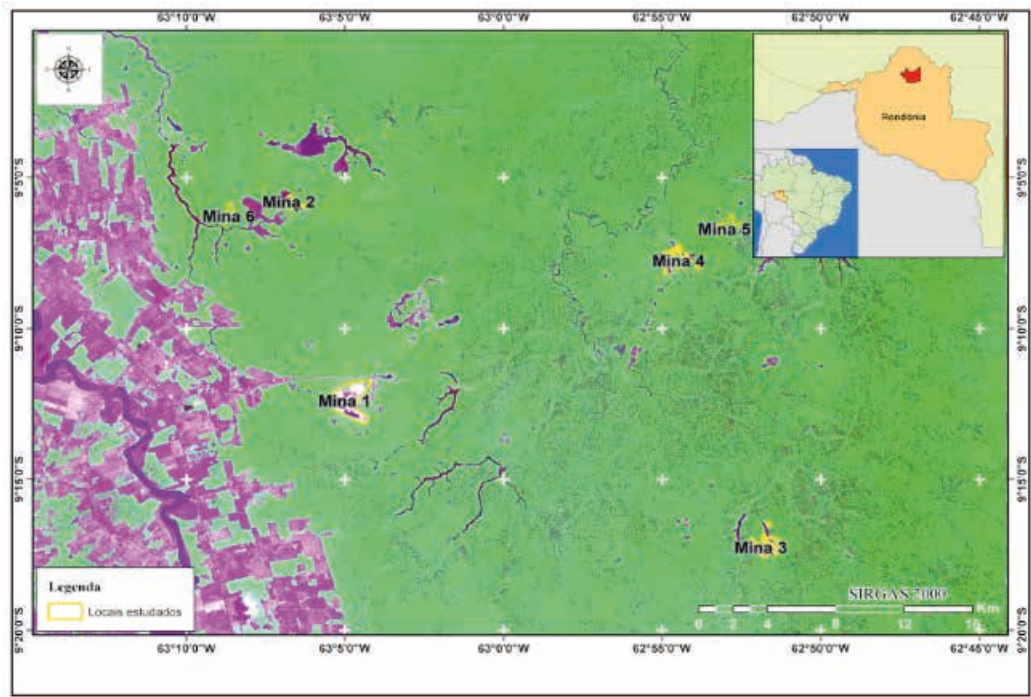 63°10'0"W 63°5'0"W 63°0'0"W 62°55'0"W 62°50'0"W 62°45'0"W
Rondônia
9°5'0"S 9°5'0"S
Mina 2
Mina 6
Mina 5
Mina 4
9°10'0"S 9°10'0"S
Mina 1
9°15'0"S 9°15'0"S
Mina 3
Legenda
Locais estudados
SIRGAS 2000
Km
0 2 4 8 12 16
9°20'0"S 9°20'0"S
63°10'0"W 63°5'0"W 63°0'0"W 62°55'0"W 62°50'0"W 62°45'0"W